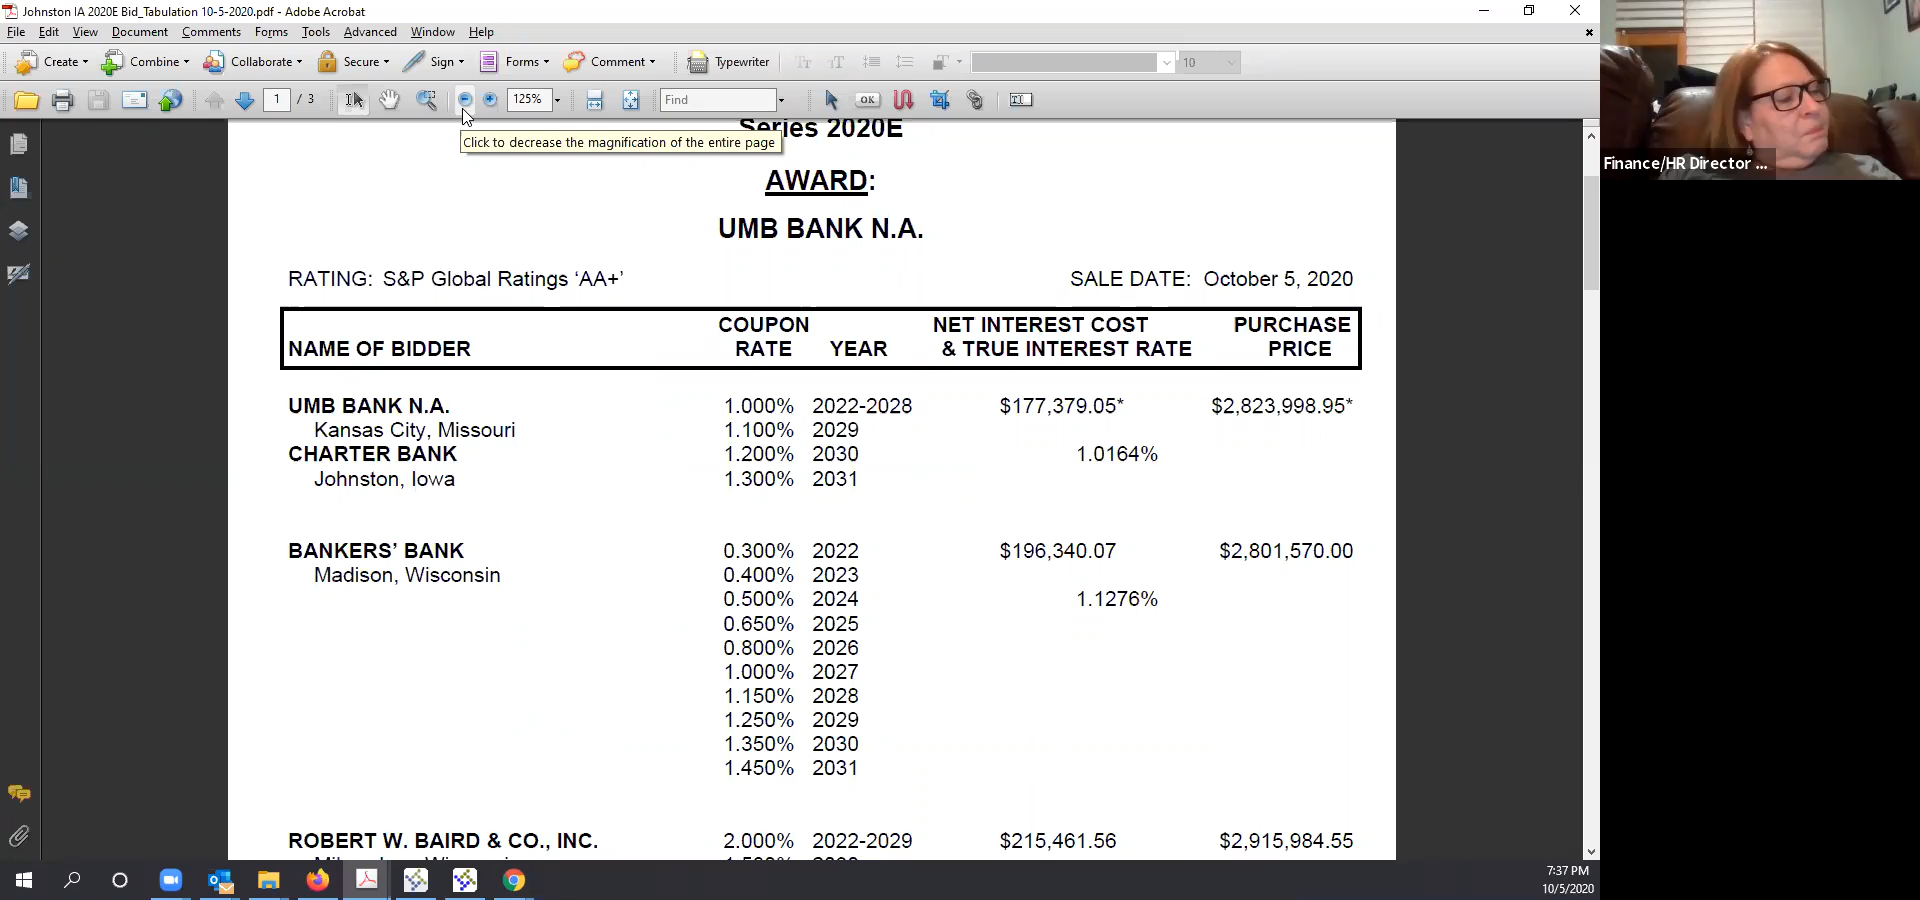 Johnston IA 2020E Bid_Tabulation 10-5-2020.pdf - Adobe Acrobat
File Edit View Document Comments Forms Tools Advanced Window Help
Create Combine Collaborate Secure Sign Forms Comment Typewriter 10
1 / 3 125% Find OK
Series 2020E
Click to decrease the magnification of the entire page
AWARD:
UMB BANK N.A.
RATING: S&P Global Ratings ‘AA+’ SALE DATE: October 5, 2020
COUPON NET INTEREST COST PURCHASE
NAME OF BIDDER RATE YEAR & TRUE INTEREST RATE PRICE
UMB BANK N.A. 1.000% 2022-2028 $177,379.05* $2,823,998.95*
Kansas City, Missouri 1.100% 2029
CHARTER BANK 1.200% 2030 1.0164%
Johnston, Iowa 1.300% 2031
BANKERS’ BANK 0.300% 2022 $196,340.07 $2,801,570.00
Madison, Wisconsin 0.400% 2023
0.500% 2024 1.1276%
0.650% 2025
0.800% 2026
1.000% 2027
1.150% 2028
1.250% 2029
1.350% 2030
1.450% 2031
ROBERT W. BAIRD & CO., INC. 2.000% 2022-2029 $215,461.56 $2,915,984.55
Finance/HR Director ...
7:37 PM
10/5/2020